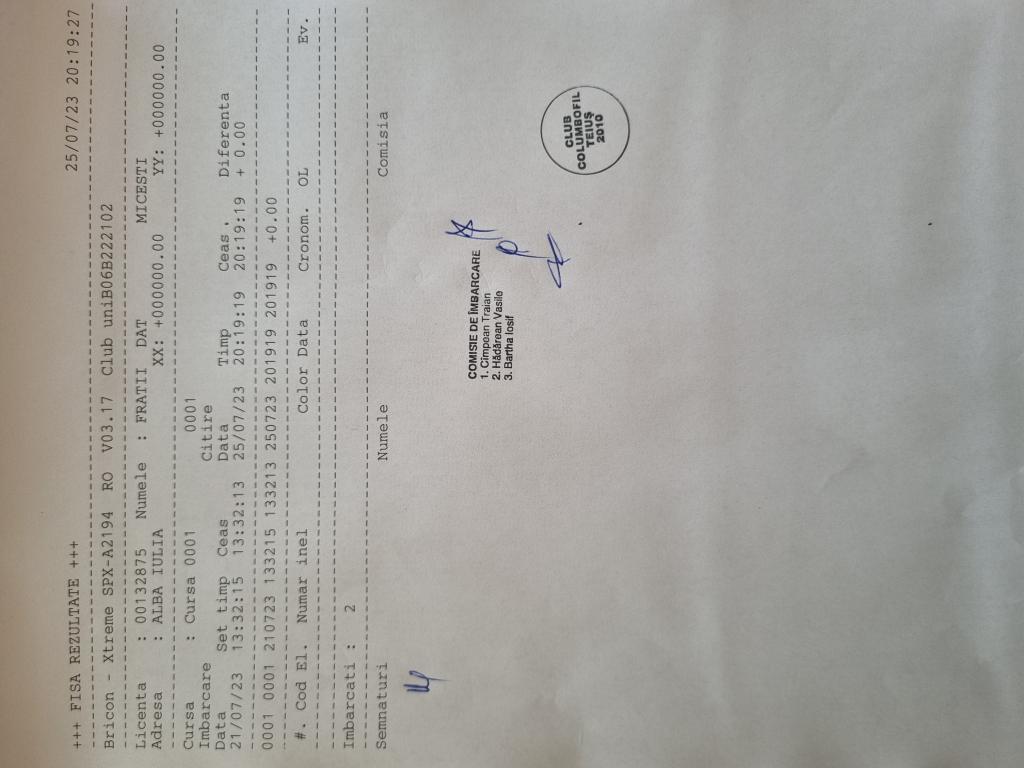 +++ FISA REZULTATE +++ 25/07/23 20:19:27
Bricon - Xtreme SPX-A2194 RO V03.17 Club uniB06B222102
Licenta : 00132875 Numele : FRATII DAT MICESTI
Adresa : ALBA IULIA XX: +000000.00 YY: +000000.00
Cursa : Cursa 0001 0001
Imbarcare Citire
Data Set timp Ceas Data Timp Ceas. Diferenta
21/07/23 13:32:15 13:32:13 25/07/23 20:19:19 20:19:19 + 0.00
0001 0001 210723 133215 133213 250723 201919 201919 +0.00
#. Cod El. Numar inel Color Data Cronom. OL Ev.
Imbarcati : 2
Semnaturi Numele Comisia
COMISIE DE ÎMBARCARE
1. Cîmpean Traian
2. Hădărean Vasile
3. Bartha Iosif
CLUB
COLUMBOFIL
TEIUŞ
2010